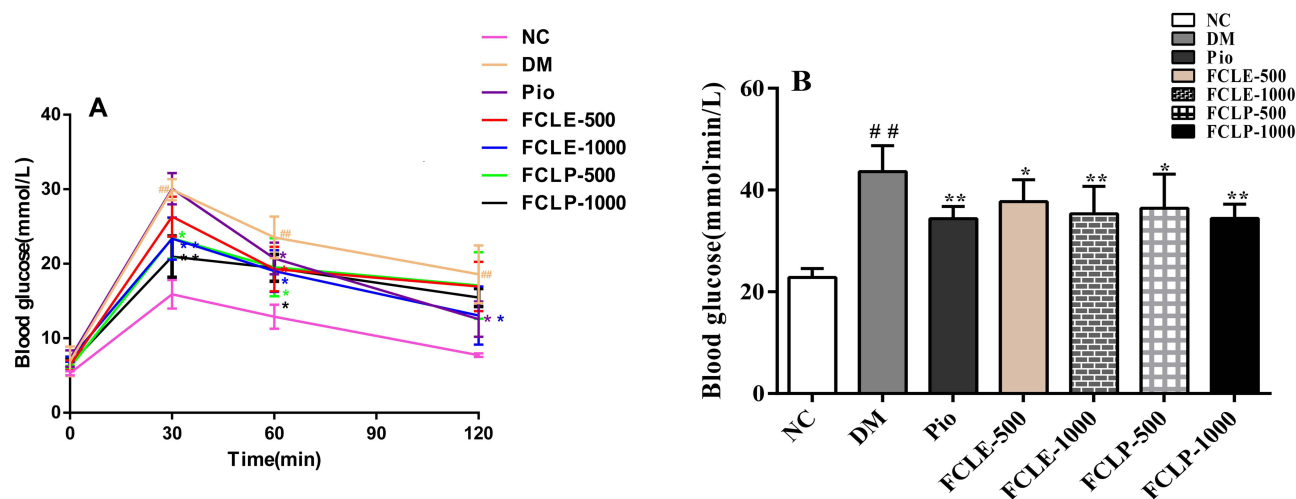 A
NC
DM
Pio
FCLE-500
FCLE-1000
FCLP-500
FCLP-1000
Blood glucose(mmol/L)
40
30
20
10
0
##
##
##
*
* *
* *
*
*
*
*
*
* *
0
30
60
90
120
Time(min)
B
NC
DM
Pio
FCLE-500
FCLE-1000
FCLP-500
FCLP-1000
Blood glucose(mmol·min/L)
60
40
20
0
# #
**
*
**
*
**
NC
DM
Pio
FCLE-500
FCLE-1000
FCLP-500
FCLP-1000